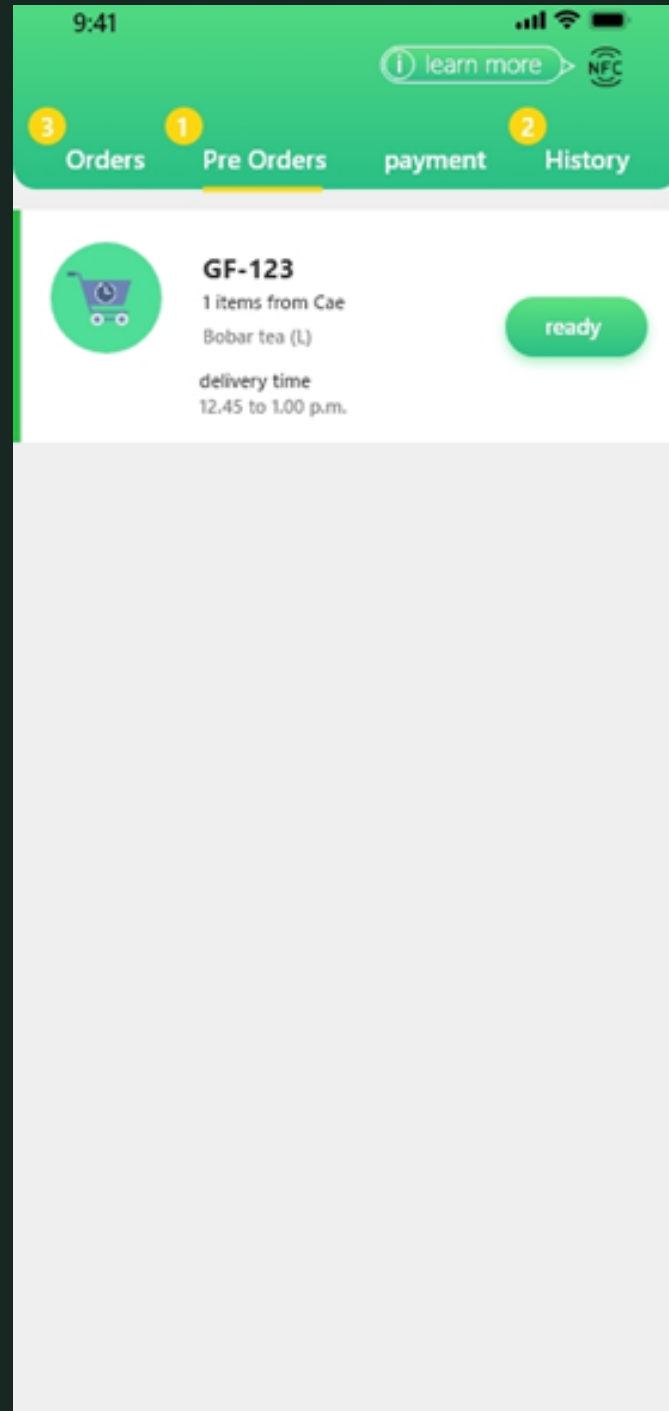 9:41
learn more
NFC
3 1 2
Orders Pre Orders payment History
GF-123
1 items from Cae
Bobar tea (L)
ready
delivery time
12.45 to 1.00 p.m.